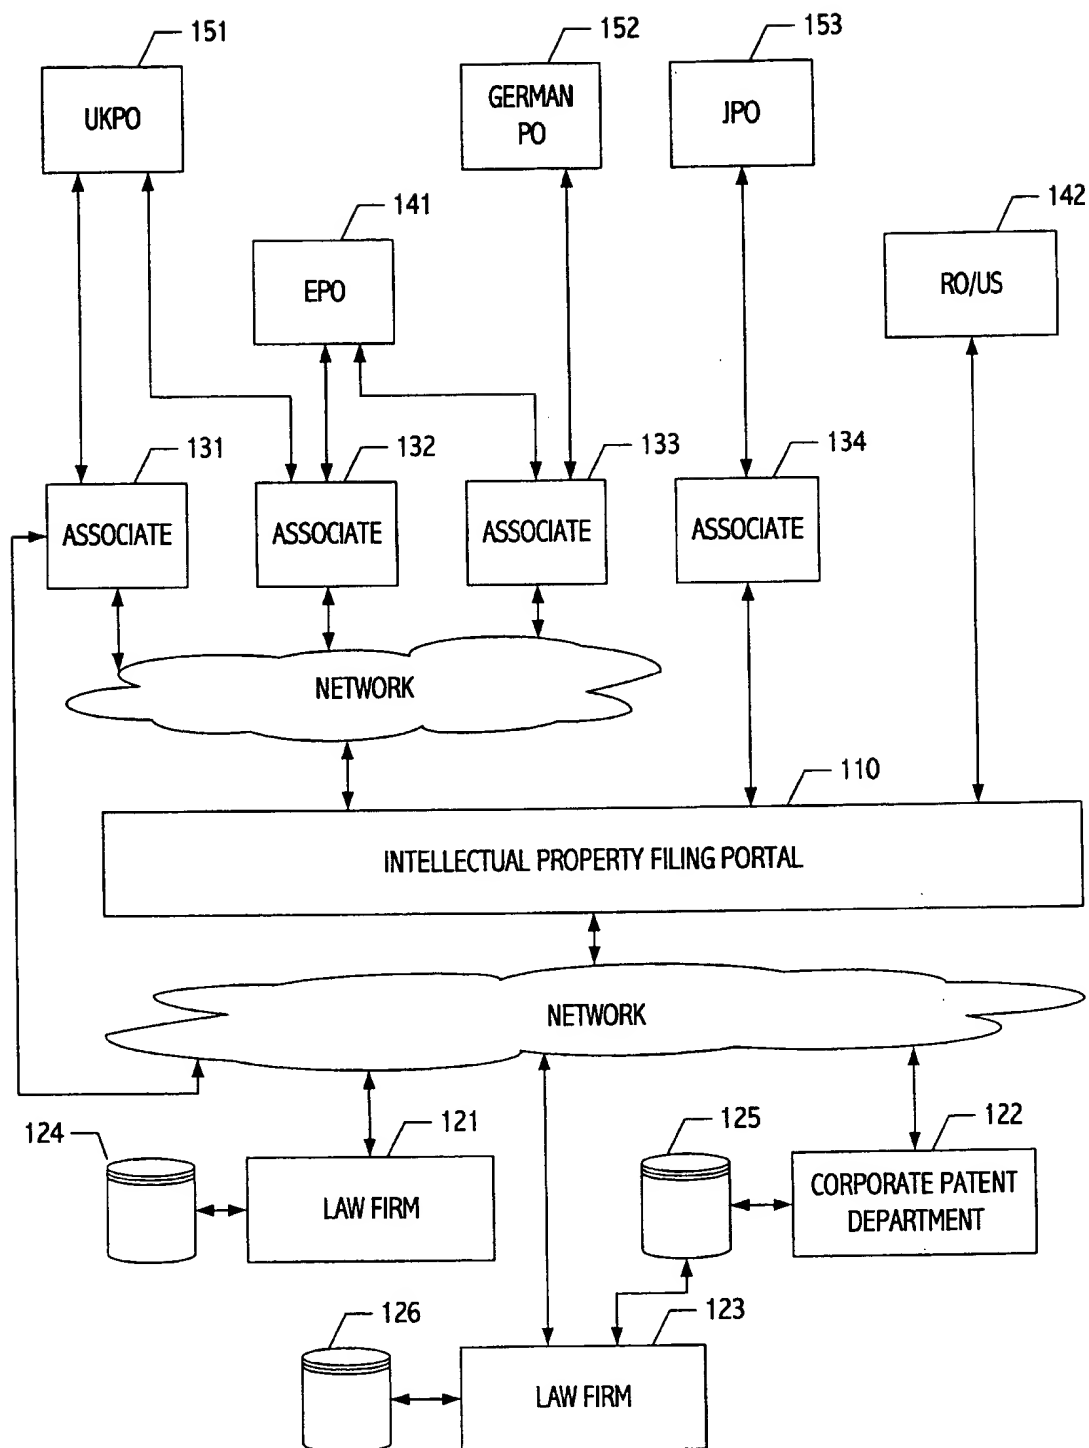 151
152
153
UKPO
GERMAN
PO
JPO
141
142
EPO
RO/US
131
132
133
134
ASSOCIATE
ASSOCIATE
ASSOCIATE
ASSOCIATE
NETWORK
110
INTELLECTUAL PROPERTY FILING PORTAL
NETWORK
124
121
125
122
LAW FIRM
CORPORATE PATENT
DEPARTMENT
126
123
LAW FIRM